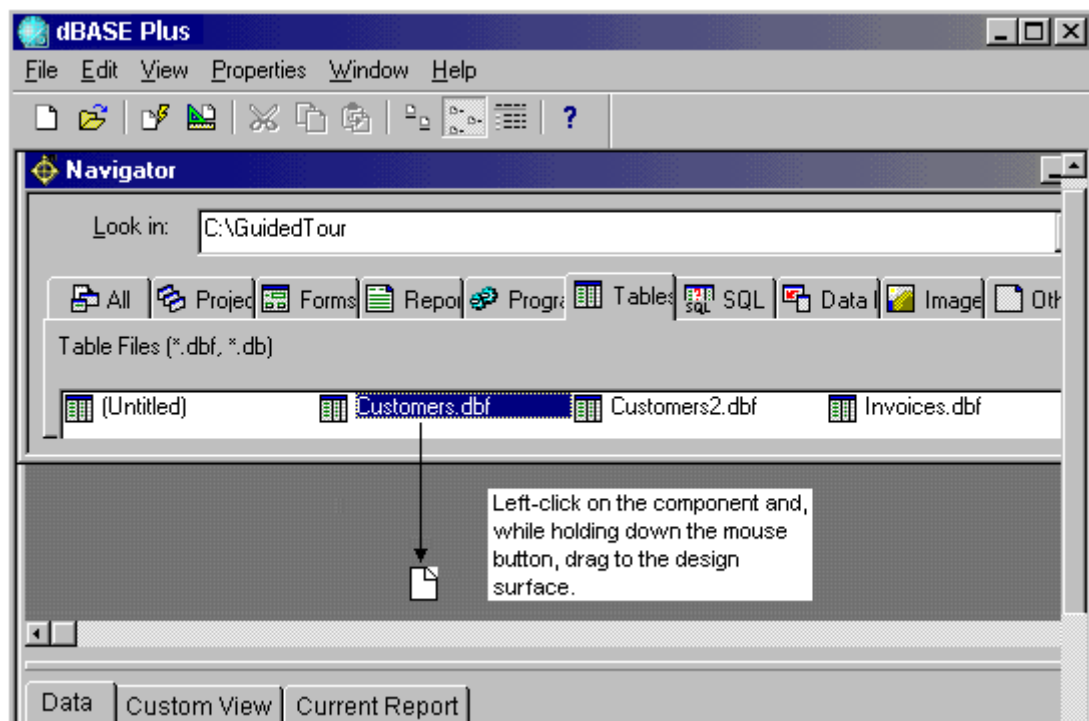 dBASE Plus
File Edit View Properties Window Help
?
Navigator
Look in: C:\GuidedTour
All Projec Forms Repor Progra Tables SQL Data Image Oth
Table Files (*.dbf, *.db)
(Untitled) Customers.dbf Customers2.dbf Invoices.dbf
Left-click on the component and,
while holding down the mouse
button, drag to the design
surface.
Data Custom View Current Report